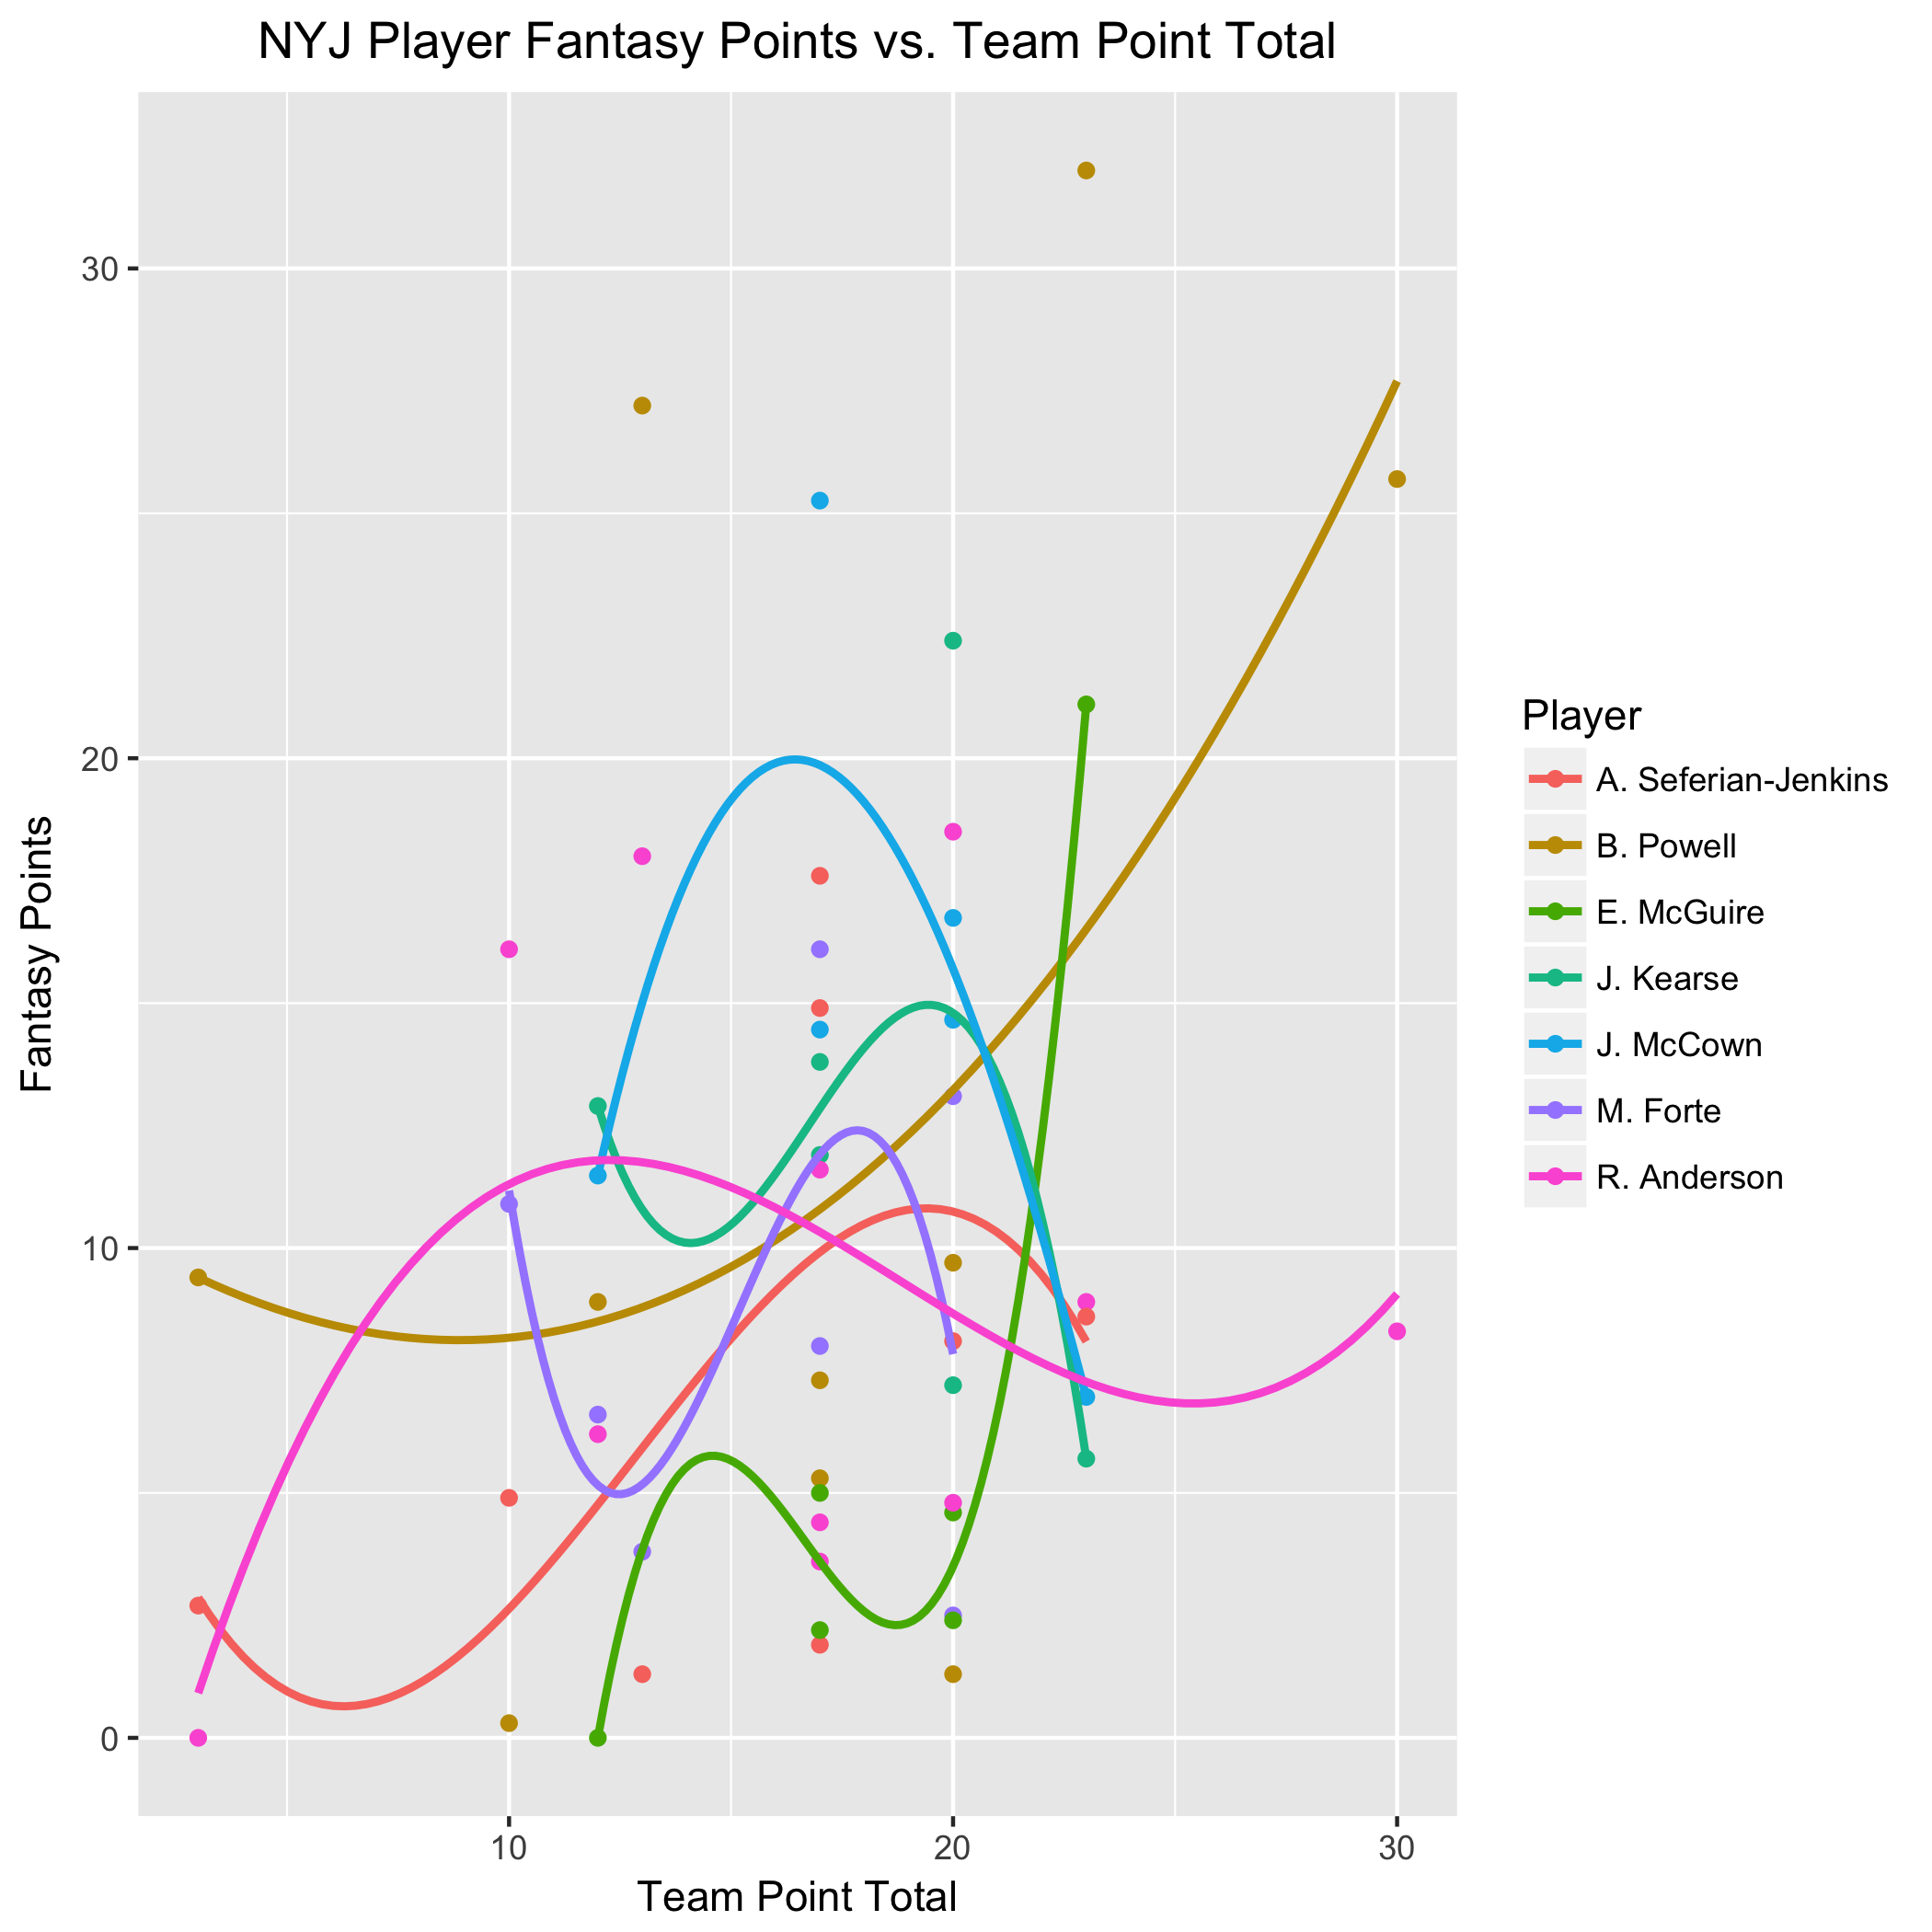 NYJ Player Fantasy Points vs. Team Point Total
30
20
10
0
Fantasy Points
10
20
30
Team Point Total
Player
A. Seferian-Jenkins
B. Powell
E. McGuire
J. Kearse
J. McCown
M. Forte
R. Anderson